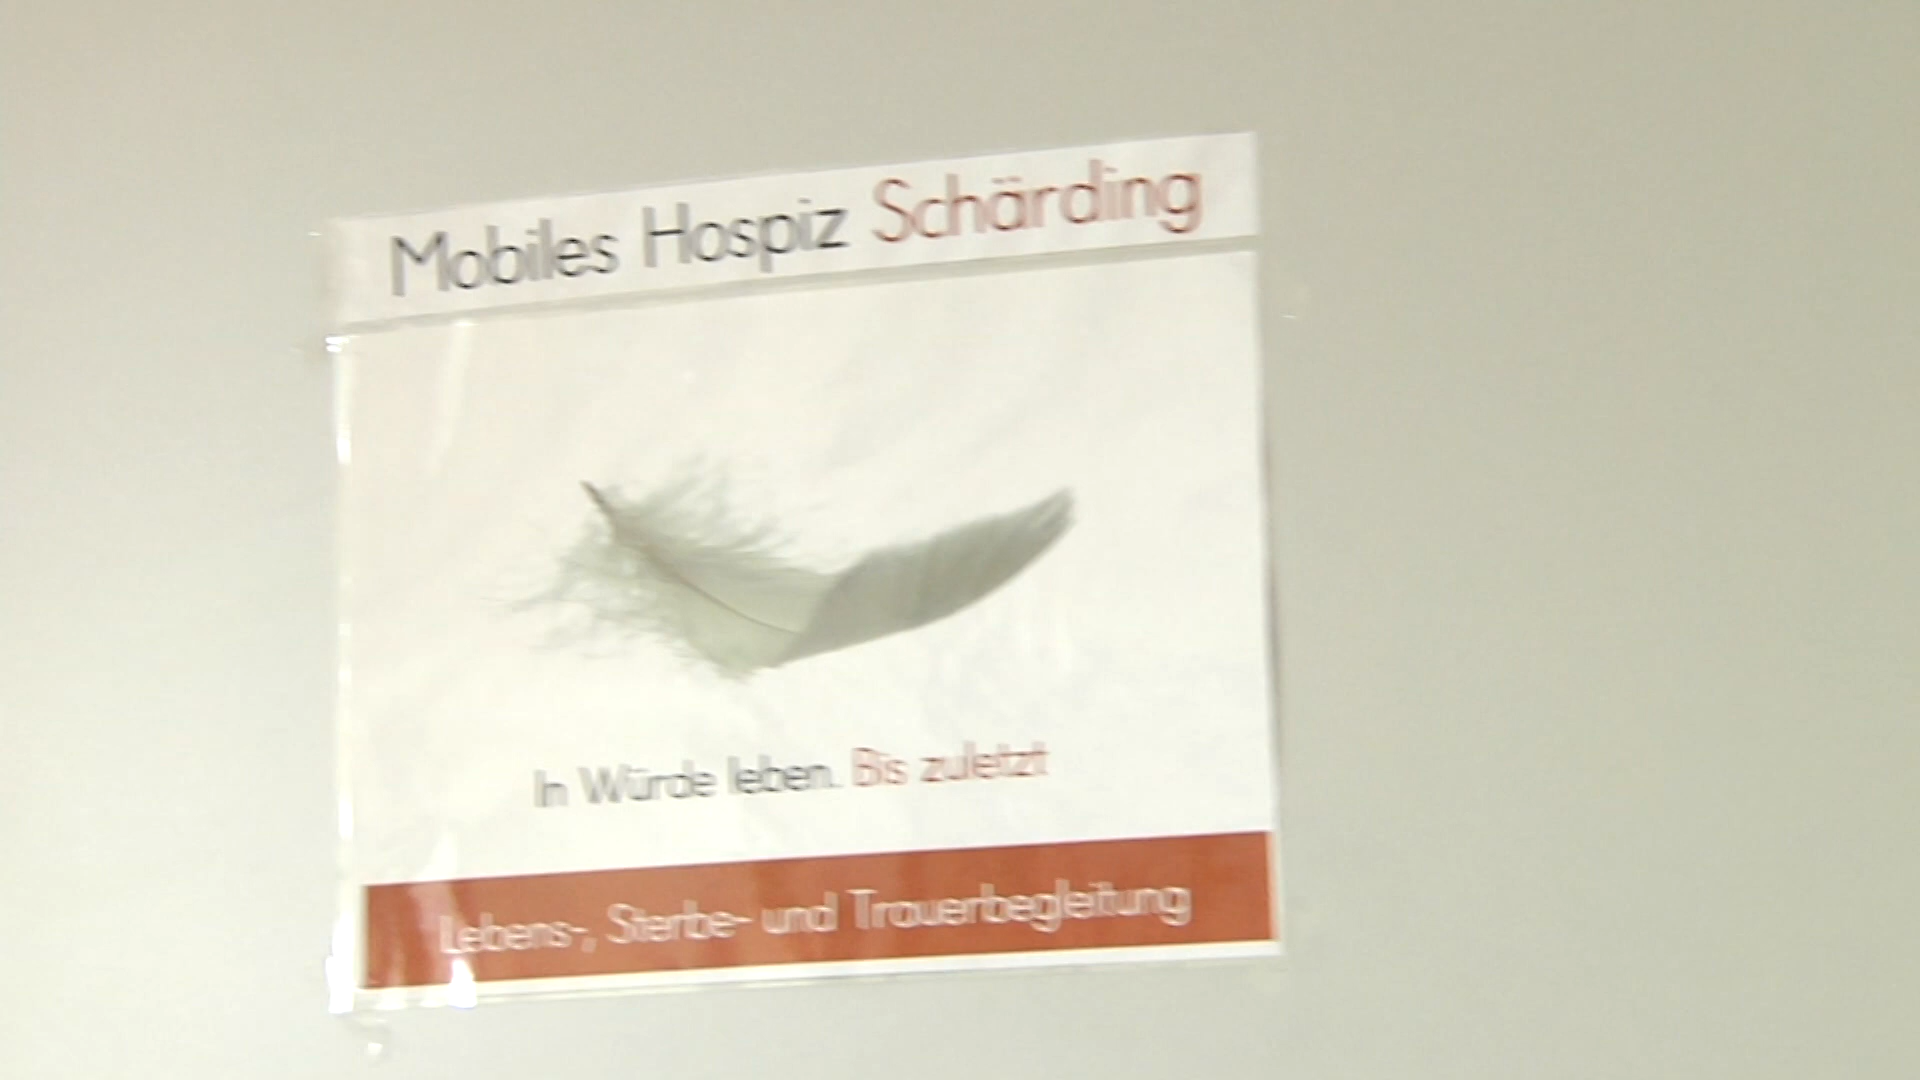 Mobiles Hospiz Schärding
In Würde leben. Bis zuletzt
Lebens-, Sterbe- und Trauerbegleitung